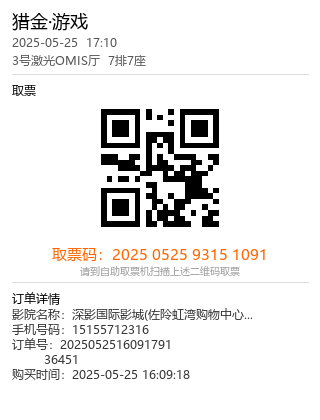 猎金·游戏
2025-05-25 17:10
3号激光OMIS厅 7排7座
取票
取票码：2025 0525 9315 1091
请到自助取票机扫描上述二维码取票
订单详情
影院名称：深影国际影城(佐阾虹湾购物中心...
手机号码：15155712316
订单号：2025052516091791
36451
购买时间：2025-05-25 16:09:18